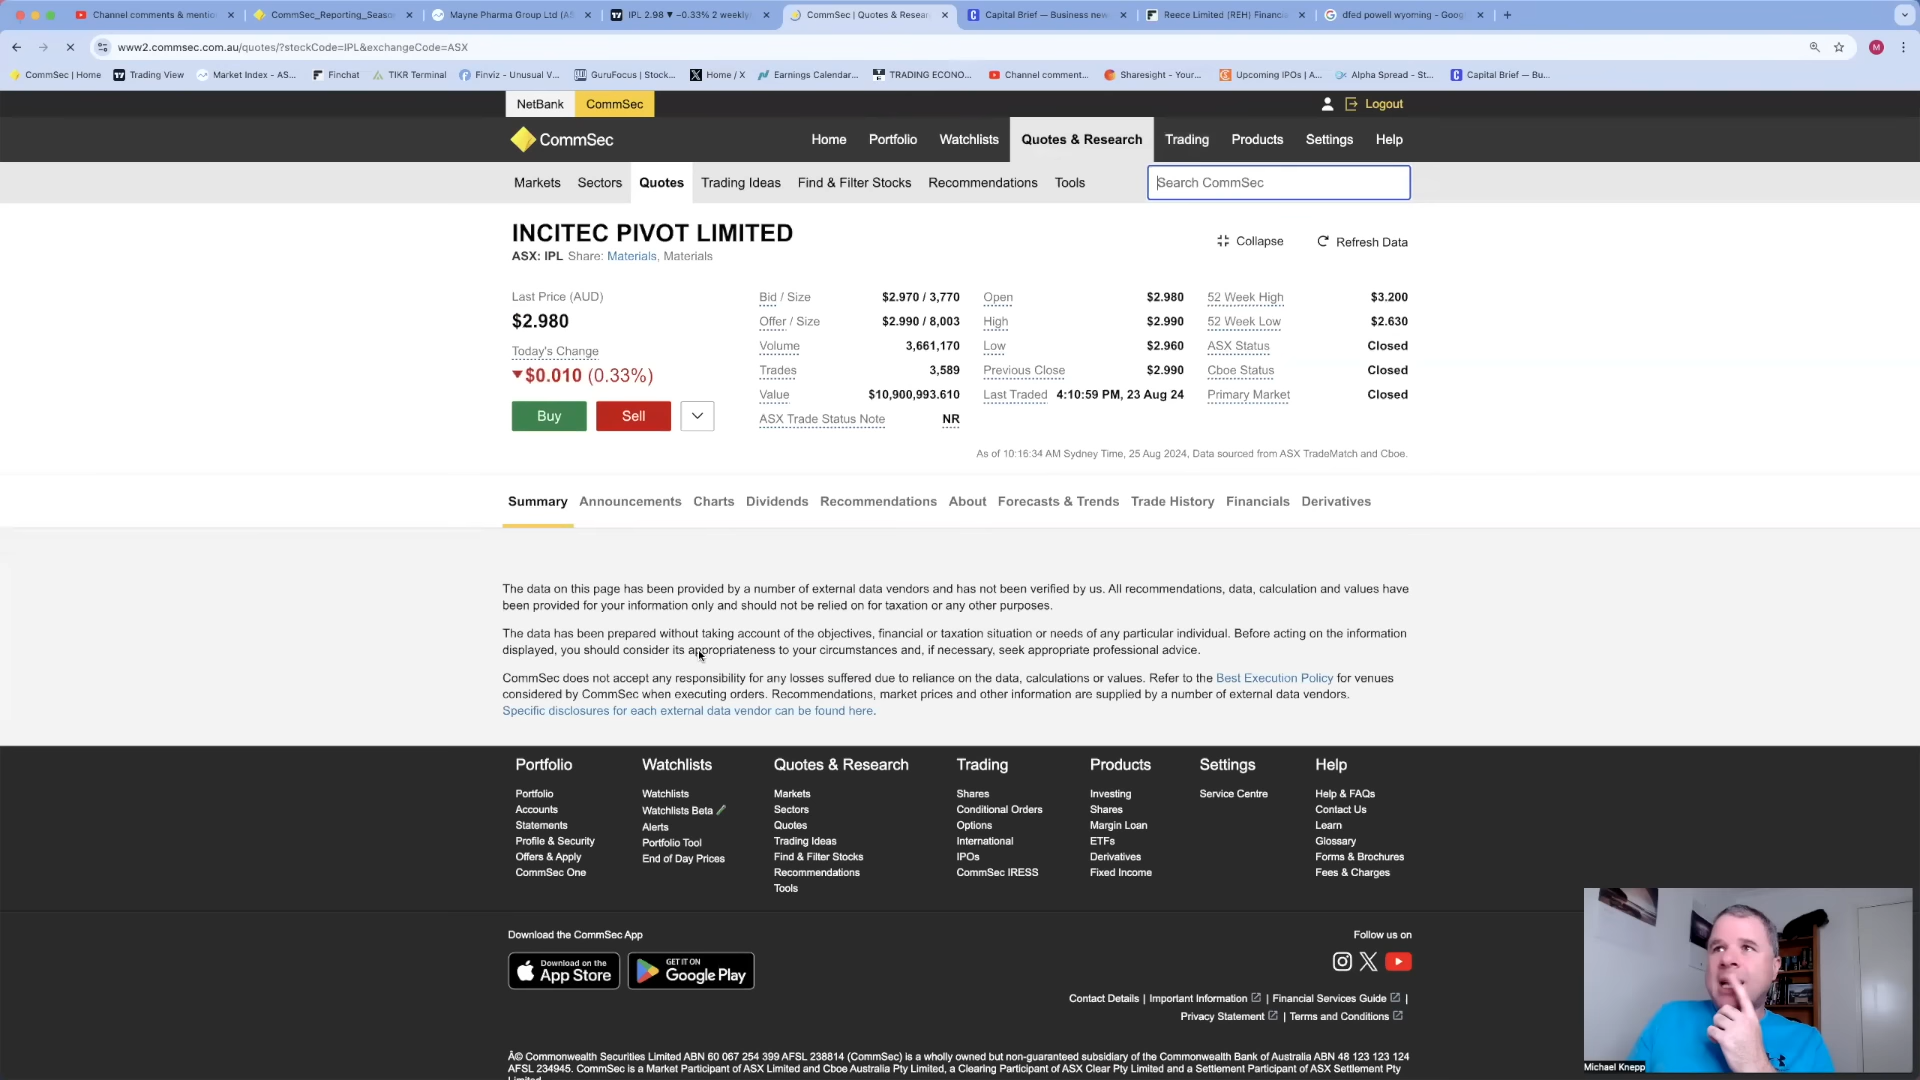 Channel comments & mentio
CommSec_Reporting_Seaso
Mayne Pharma Group Ltd (A
IPL 2.98 ▼ −0.33% 2 weekly
CommSec | Quotes & Resear
Capital Brief — Business new
Reece Limited (REH) Financi
dfed powell wyoming - Goog
www2.commsec.com.au/quotes/?stockCode=IPL&exchangeCode=ASX
M
CommSec | Home
Trading View
Market Index - AS...
Finchat
TIKR Terminal
Finviz - Unusual V...
GuruFocus | Stock...
Home / X
Earnings Calendar...
TRADING ECONO...
Channel comment...
Sharesight - Your...
Upcoming IPOs | A...
Alpha Spread - St...
Capital Brief — Bu...
NetBank
CommSec
Logout
CommSec
Home
Portfolio
Watchlists
Quotes & Research
Trading
Products
Settings
Help
Markets
Sectors
Quotes
Trading Ideas
Find & Filter Stocks
Recommendations
Tools
Search CommSec
INCITEC PIVOT LIMITED
Collapse
Refresh Data
ASX: IPL Share: Materials, Materials
Last Price (AUD)
$2.980
Today's Change
▼$0.010 (0.33%)
Buy
Sell
Bid / Size $2.970 / 3,770
Offer / Size $2.990 / 8,003
Volume 3,661,170
Trades 3,589
Value $10,900,993.610
ASX Trade Status Note NR
Open $2.980
High $2.990
Low $2.960
Previous Close $2.990
Last Traded 4:10:59 PM, 23 Aug 24
52 Week High $3.200
52 Week Low $2.630
ASX Status Closed
Cboe Status Closed
Primary Market Closed
As of 10:16:34 AM Sydney Time, 25 Aug 2024, Data sourced from ASX TradeMatch and Cboe.
Summary
Announcements
Charts
Dividends
Recommendations
About
Forecasts & Trends
Trade History
Financials
Derivatives
The data on this page has been provided by a number of external data vendors and has not been verified by us. All recommendations, data, calculation and values have
been provided for your information only and should not be relied on for taxation or any other purposes.
The data has been prepared without taking account of the objectives, financial or taxation situation or needs of any particular individual. Before acting on the information
displayed, you should consider its appropriateness to your circumstances and, if necessary, seek appropriate professional advice.
CommSec does not accept any responsibility for any losses suffered due to reliance on the data, calculations or values. Refer to the Best Execution Policy for venues
considered by CommSec when executing orders. Recommendations, market prices and other information are supplied by a number of external data vendors.
Specific disclosures for each external data vendor can be found here.
Portfolio
Portfolio
Accounts
Statements
Profile & Security
Offers & Apply
CommSec One
Watchlists
Watchlists
Watchlists Beta
Alerts
Portfolio Tool
End of Day Prices
Quotes & Research
Markets
Sectors
Quotes
Trading Ideas
Find & Filter Stocks
Recommendations
Tools
Trading
Shares
Conditional Orders
Options
International
IPOs
CommSec IRESS
Products
Investing
Shares
Margin Loan
ETFs
Derivatives
Fixed Income
Settings
Service Centre
Help
Help & FAQs
Contact Us
Learn
Glossary
Forms & Brochures
Fees & Charges
Download the CommSec App
Download on the
App Store
GET IT ON
Google Play
Follow us on
Contact Details | Important Information | Financial Services Guide |
Privacy Statement | Terms and Conditions
Â© Commonwealth Securities Limited ABN 60 067 254 399 AFSL 238814 (CommSec) is a wholly owned but non-guaranteed subsidiary of the Commonwealth Bank of Australia ABN 48 123 123 124
AFSL 234945. CommSec is a Market Participant of ASX Limited and Cboe Australia Pty Limited, a Clearing Participant of ASX Clear Pty Limited and a Settlement Participant of ASX Settlement Pty
Limited.
Michael Knepp